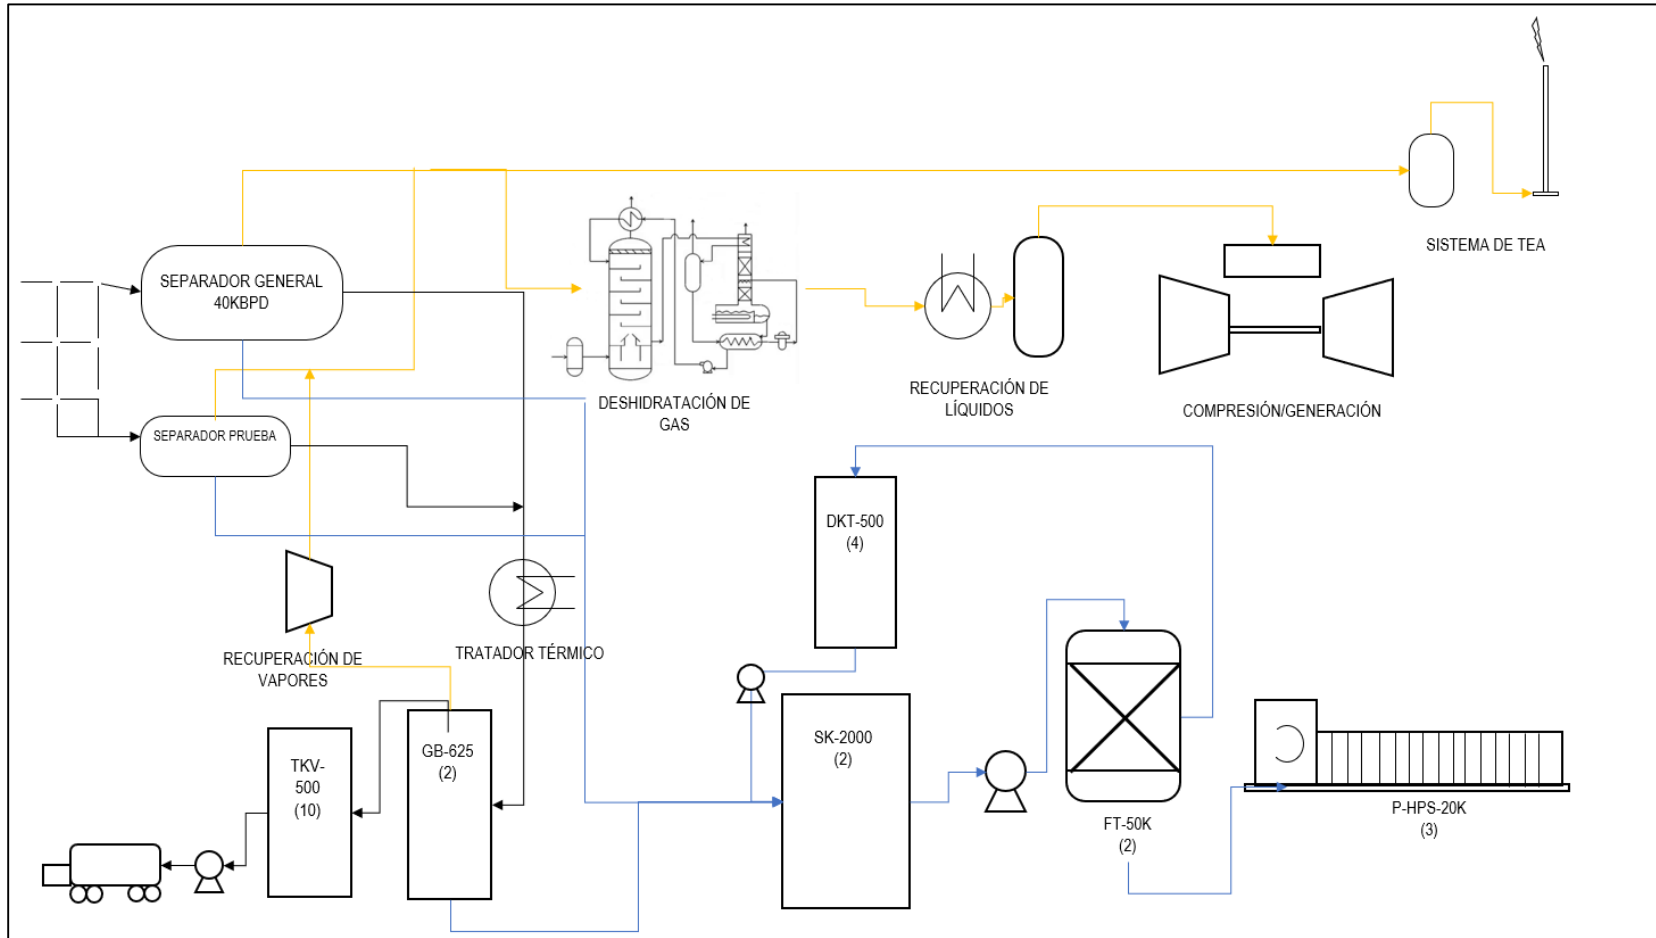 SISTEMA DE TEA
SEPARADOR GENERAL
40KBPD
RECUPERACIÓN DE
LÍQUIDOS
DESHIDRATACIÓN DE
GAS
COMPRESIÓN/GENERACIÓN
SEPARADOR PRUEBA
DKT-500
(4)
TRATADOR TÉRMICO
RECUPERACIÓN DE
VAPORES
SK-2000
(2)
GB-625
(2)
TKV-
500
(10)
FT-50K
(2)
P-HPS-20K
(3)